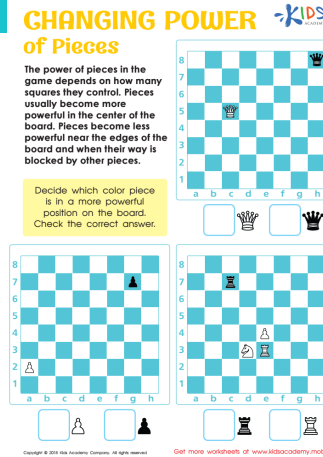 CHANGING POWER
of Pieces
KIDS
ACADEM
The power of pieces in the
game depends on how many
squares they control. Pieces
usually become more
powerful in the center of the
board. Pieces become less
powerful near the edges of the
board and when their way is
blocked by other pieces.
Decide which color piece
is in a more powerful
position on the board.
Check the correct answer.
8
7
6
5
4
3
2
1
a b c d e f g h
8
7
6
5
4
3
2
1
a b c d e f g h
8
7
6
5
4
3
2
1
a b c d e f g h
Copyright © 2018 Kids Academy Company. All rights reserved
Get more worksheets at www.kidsacademy.mob